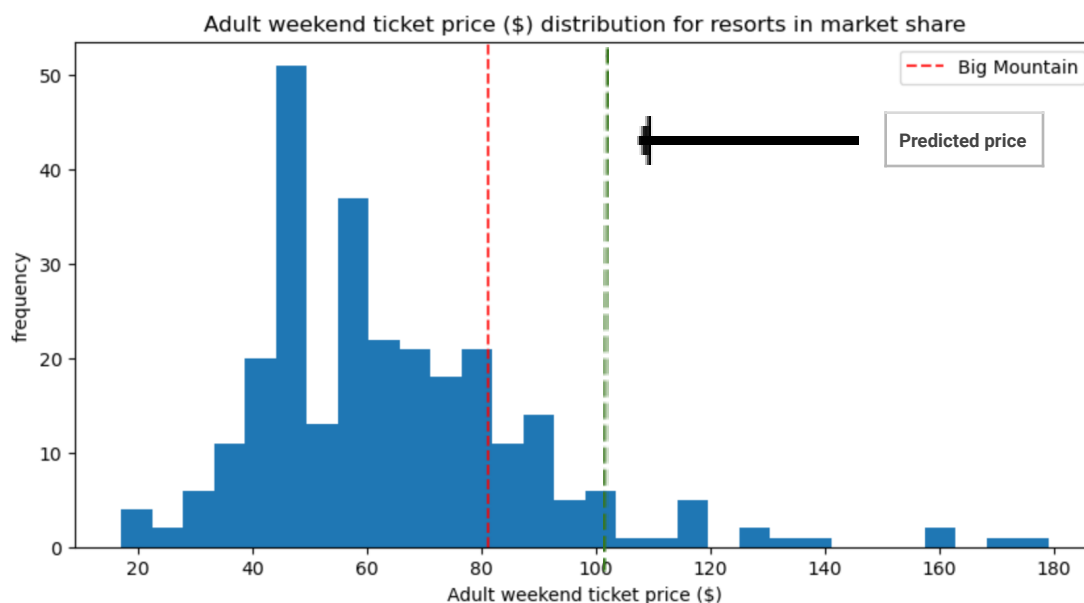 Adult weekend ticket price ($) distribution for resorts in market share
Big Mountain
Predicted price
frequency
50
40
30
20
10
0
20 40 60 80 100 120 140 160 180
Adult weekend ticket price ($)